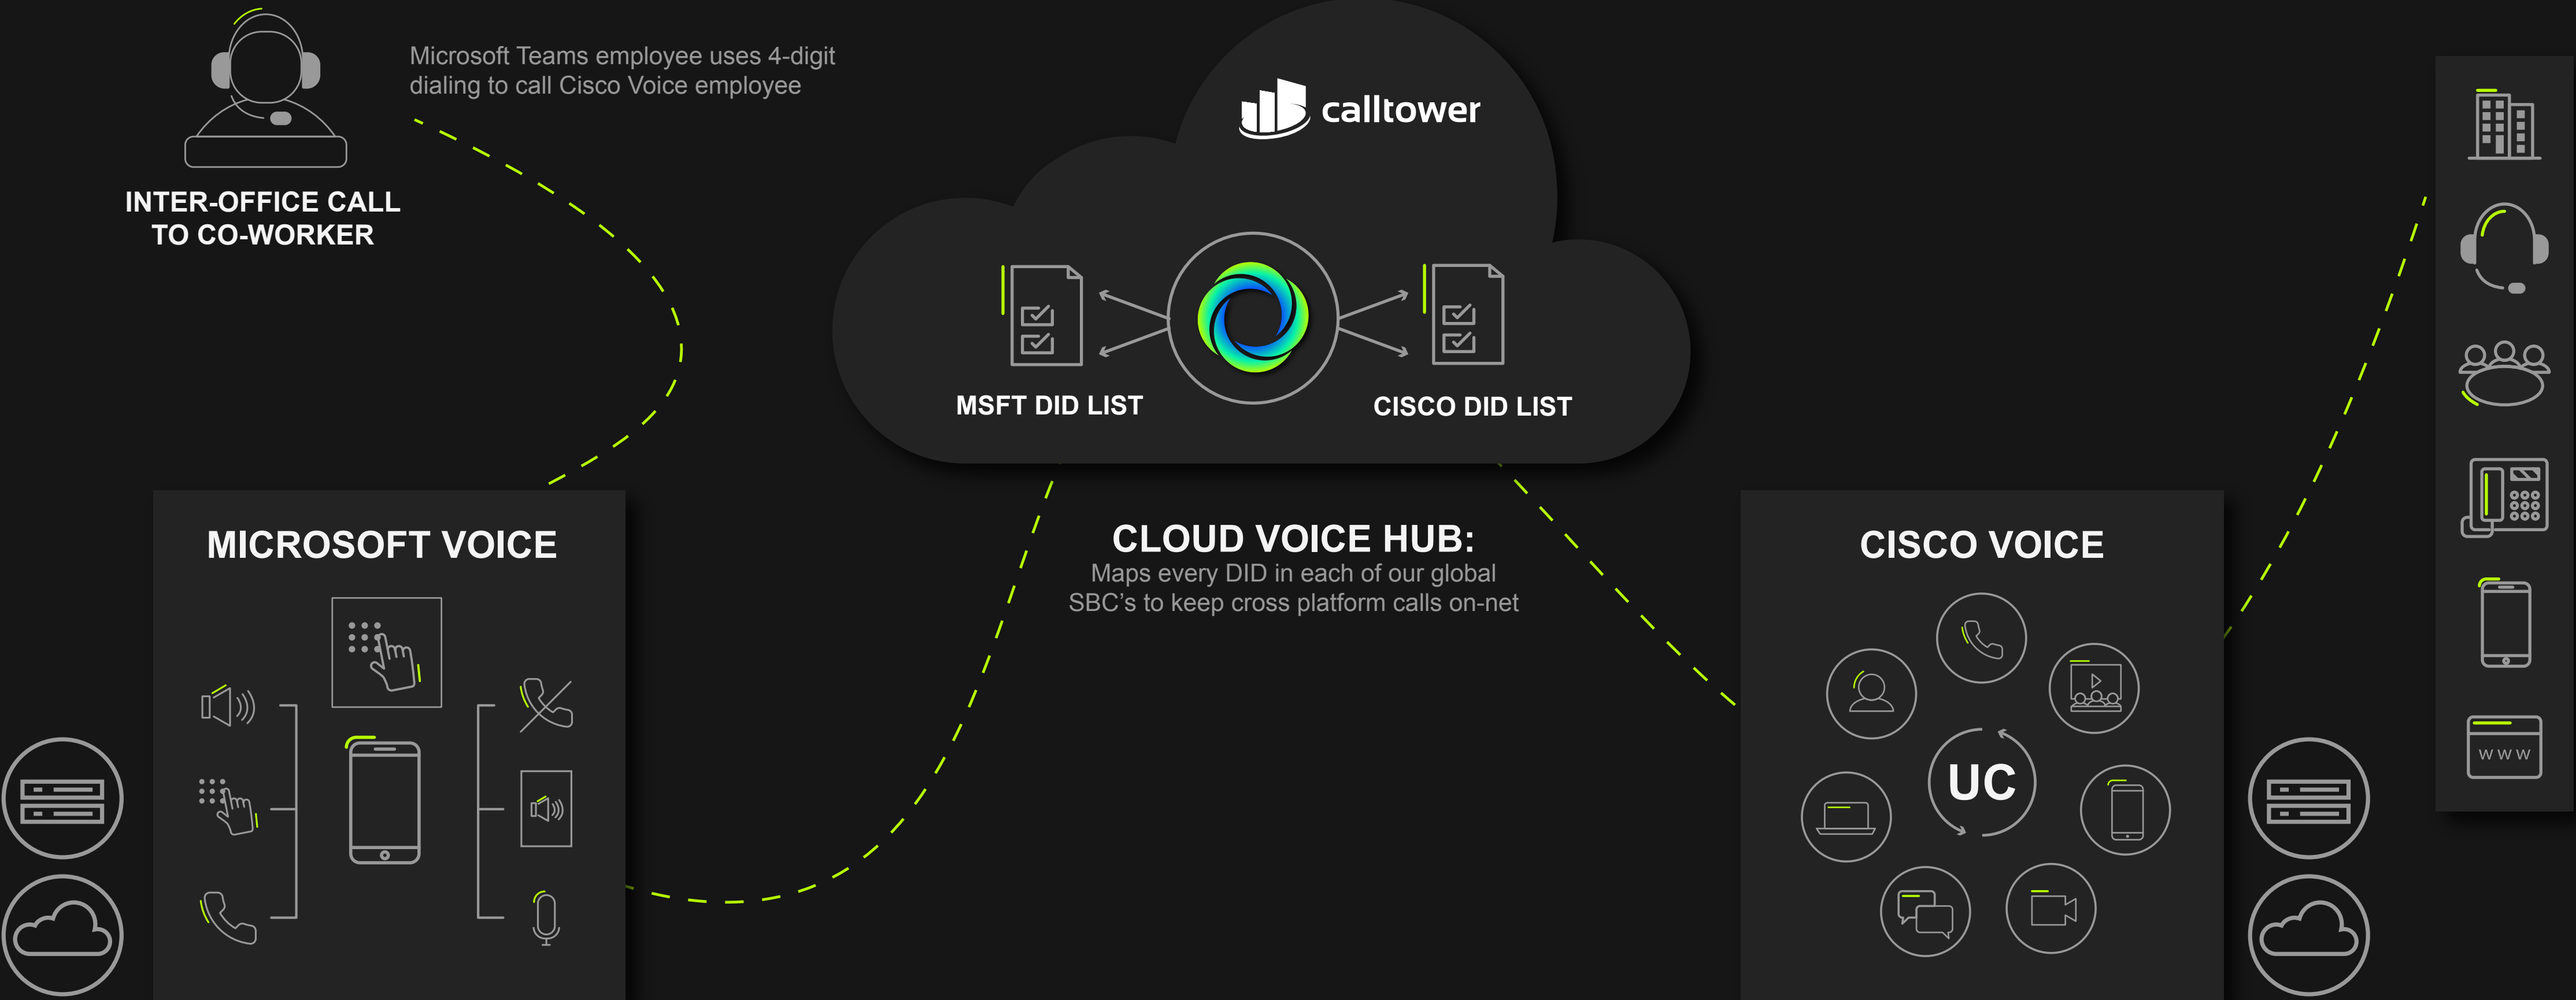 Microsoft Teams employee uses 4-digit
dialing to call Cisco Voice employee
INTER-OFFICE CALL
TO CO-WORKER
calltower
MSFT DID LIST
CISCO DID LIST
CLOUD VOICE HUB:
Maps every DID in each of our global
SBC's to keep cross platform calls on-net
MICROSOFT VOICE
CISCO VOICE
UC
WWW